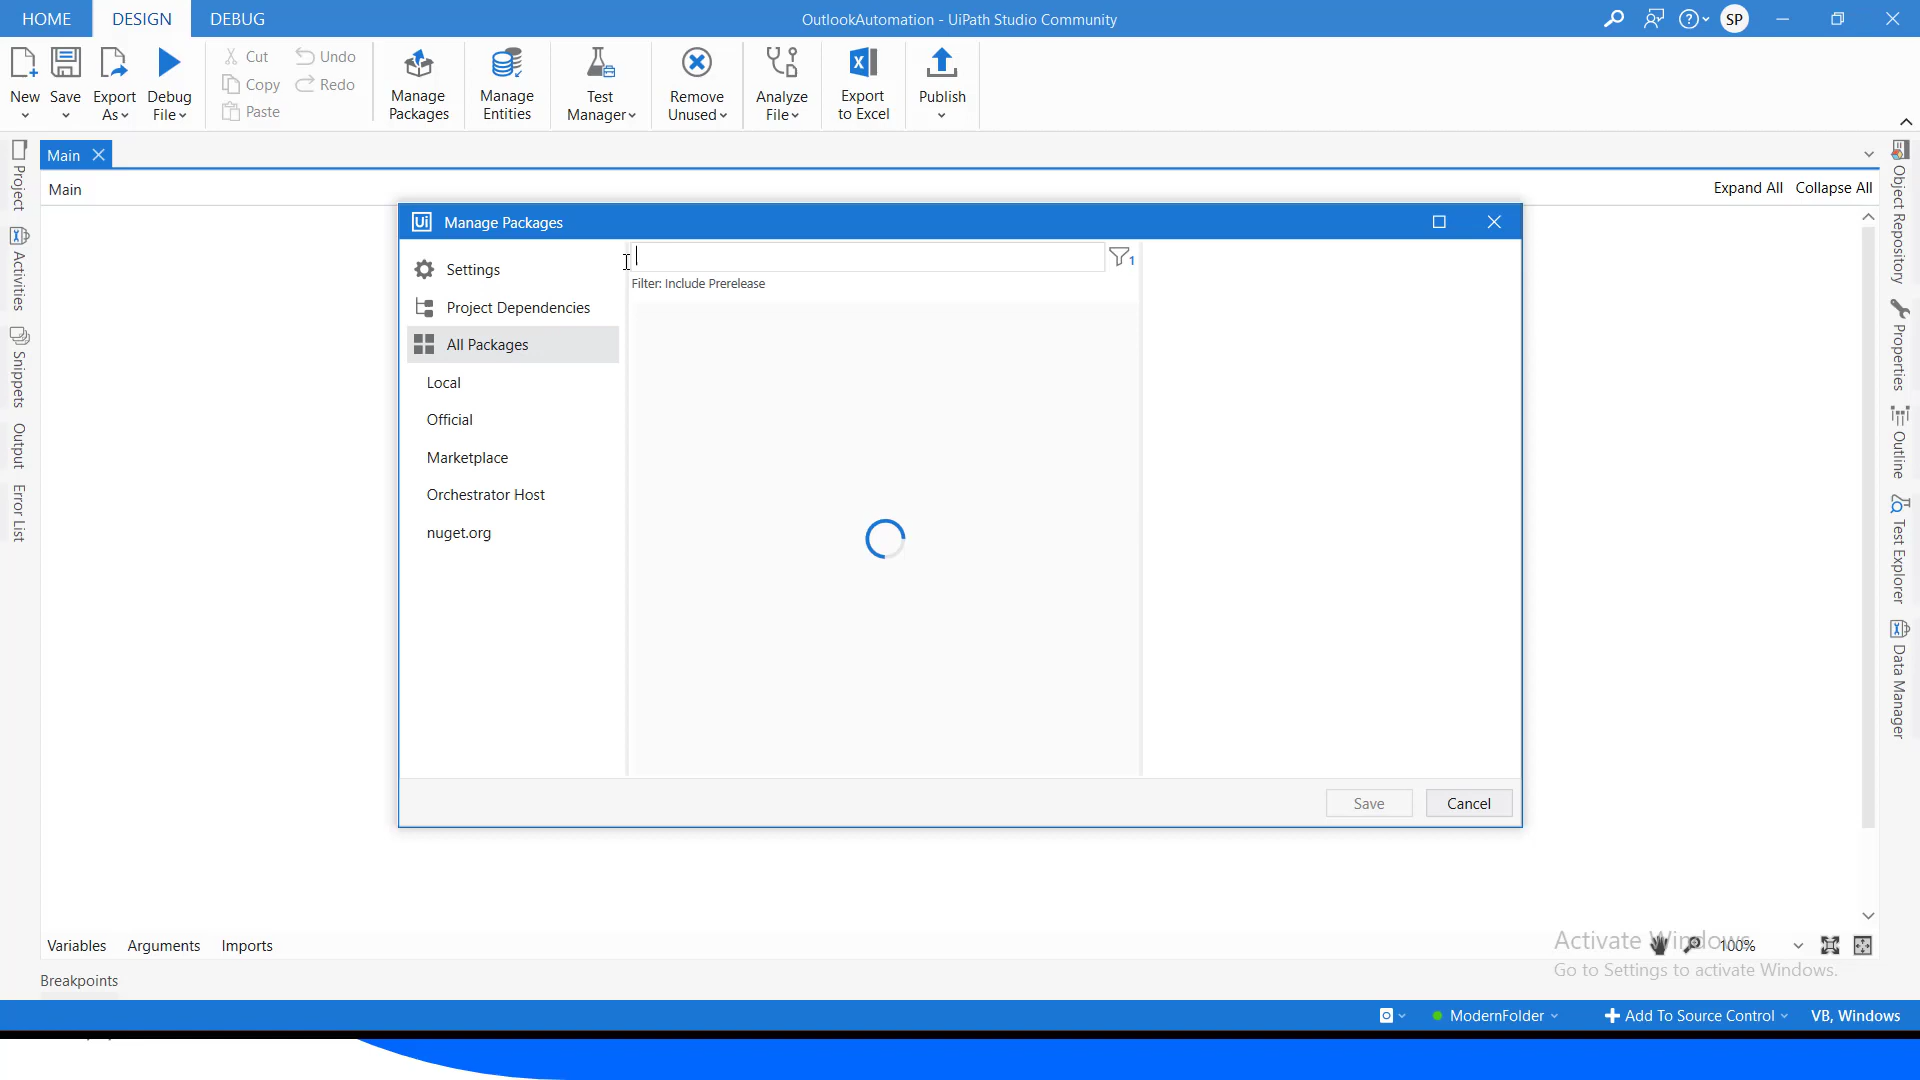 HOME DESIGN DEBUG
OutlookAutomation - UiPath Studio Community
SP
New
Save
Export
As
Debug
File
Cut
Copy
Paste
Undo
Redo
Manage
Packages
Manage
Entities
Test
Manager
Remove
Unused
Analyze
File
Export
to Excel
Publish
Main
Main
Expand All Collapse All
Project
Activities
Snippets
Output
Error List
Ui Manage Packages
Settings
Project Dependencies
All Packages
Local
Official
Marketplace
Orchestrator Host
nuget.org
1
Filter: Include Prerelease
Save
Cancel
Object Repository
Properties
Outline
Test Explorer
Data Manager
Variables Arguments Imports
100%
Activate Windows
Go to Settings to activate Windows.
Breakpoints
ModernFolder
Add To Source Control
VB, Windows